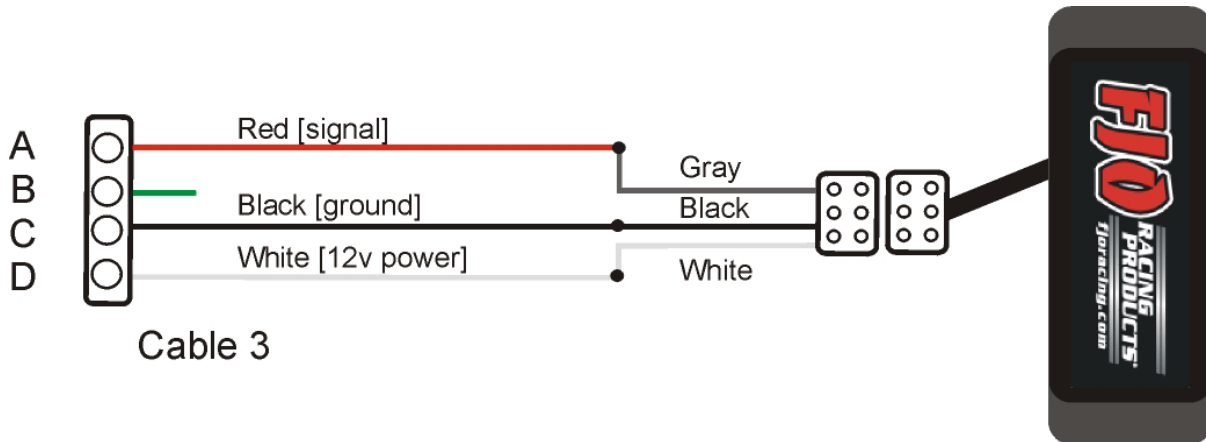 A
B
C
D
Red [signal]
Black [ground]
White [12v power]
Cable 3
Gray
Black
White
FJO
RACING
PRODUCTS
fjoracing.com